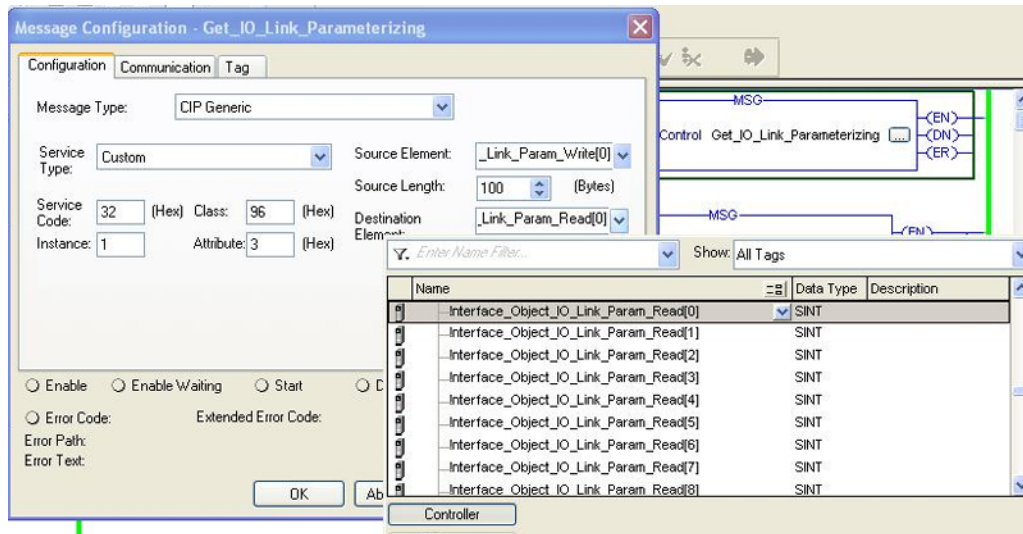 Message Configuration - Get_IO_Link_Parameterizing
Configuration Communication Tag
Message Type: CIP Generic
Service Type: Custom
Source Element: _Link_Param_Write[0]
Source Length: 100 (Bytes)
Service Code: 32 (Hex) Class: 96 (Hex)
Destination Element: _Link_Param_Read[0]
Instance: 1 Attribute: 3 (Hex)
MSG
Control Get_IO_Link_Parameterizing ...
(EN)
(DN)
(ER)
MSG
(EN)
Enter Name Filter... Show: All Tags
Name Data Type Description
Interface_Object_IO_Link_Param_Read[0] SINT
Interface_Object_IO_Link_Param_Read[1] SINT
Interface_Object_IO_Link_Param_Read[2] SINT
Interface_Object_IO_Link_Param_Read[3] SINT
Interface_Object_IO_Link_Param_Read[4] SINT
Interface_Object_IO_Link_Param_Read[5] SINT
Interface_Object_IO_Link_Param_Read[6] SINT
Interface_Object_IO_Link_Param_Read[7] SINT
Interface_Object_IO_Link_Param_Read[8] SINT
Controller
Enable Enable Waiting Start
Error Code: Extended Error Code:
Error Path:
Error Text:
OK